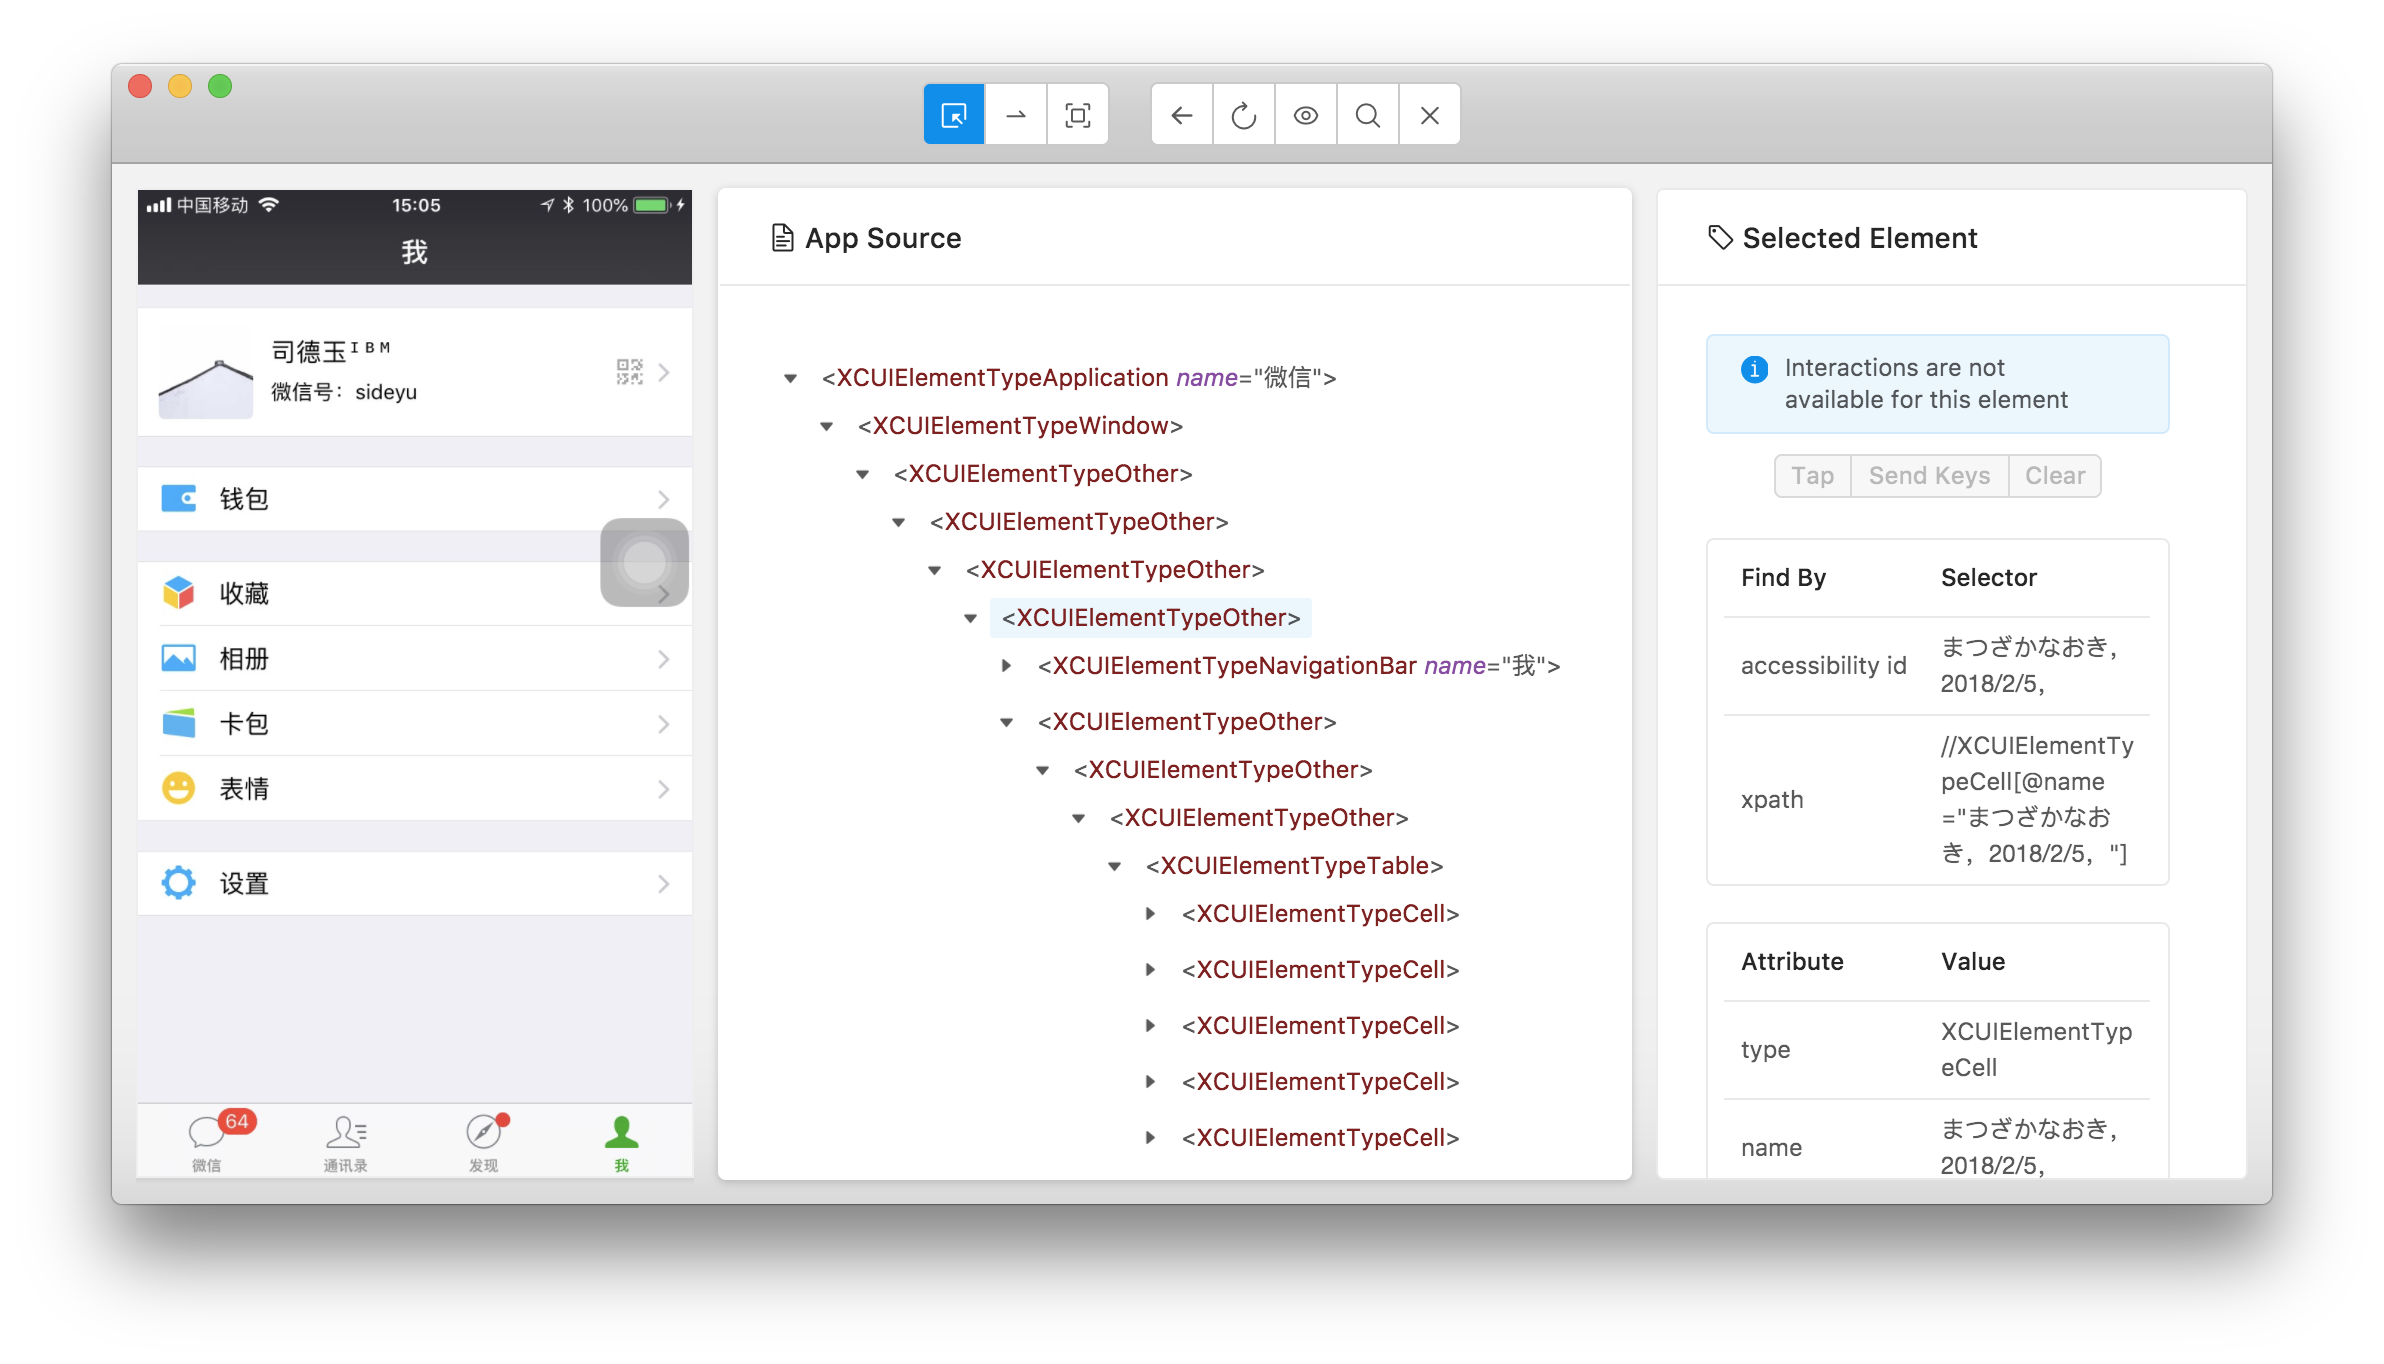 中国移动 15:05 100%
我
司德玉ᴵ ᴮ ᴹ
微信号：sideyu
钱包
收藏
相册
卡包
表情
设置
64
微信 通讯录 发现 我
App Source
<XCUIElementTypeApplication name="微信">
<XCUIElementTypeWindow>
<XCUIElementTypeOther>
<XCUIElementTypeOther>
<XCUIElementTypeOther>
<XCUIElementTypeOther>
<XCUIElementTypeNavigationBar name="我">
<XCUIElementTypeOther>
<XCUIElementTypeOther>
<XCUIElementTypeOther>
<XCUIElementTypeTable>
<XCUIElementTypeCell>
<XCUIElementTypeCell>
<XCUIElementTypeCell>
<XCUIElementTypeCell>
<XCUIElementTypeCell>
Selected Element
Interactions are not
available for this element
Tap Send Keys Clear
Find By Selector
accessibility id
まつざかなおき，
2018/2/5，
xpath
//XCUIElementTy
peCell[@name
="まつざかなお
き，2018/2/5，"]
Attribute Value
type
XCUIElementTyp
eCell
name
まつざかなおき，
2018/2/5，